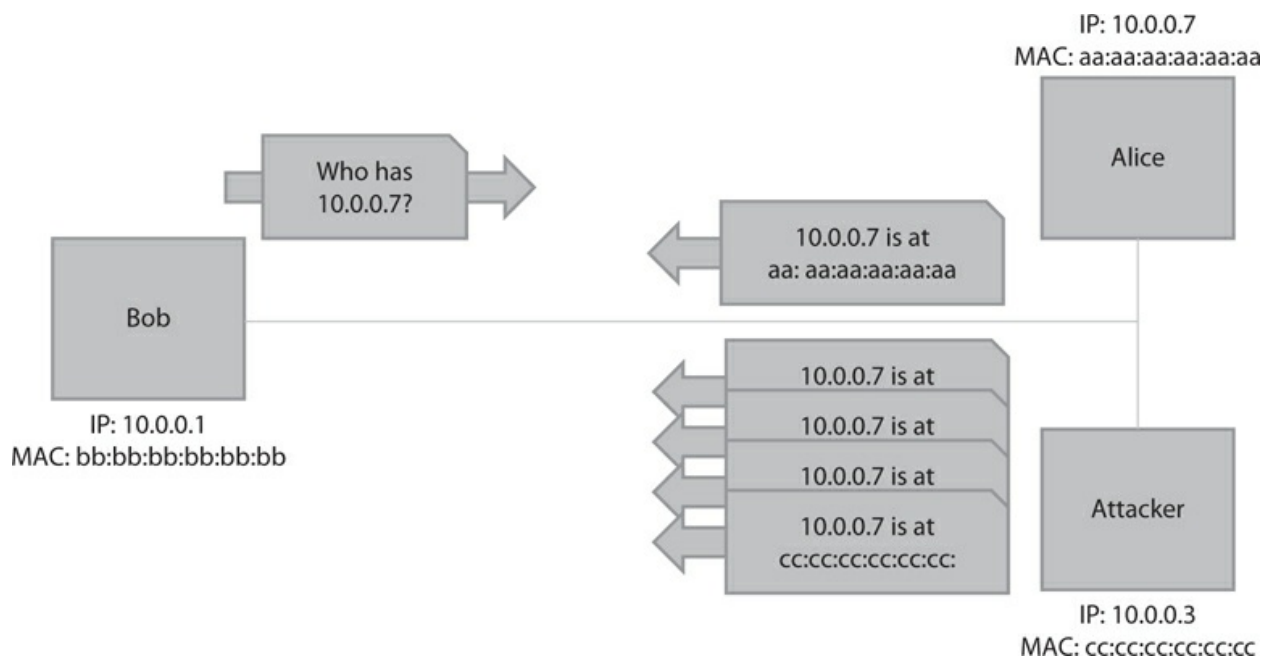 IP: 10.0.0.7
MAC: aa:aa:aa:aa:aa:aa
Alice
Who has
10.0.0.7?
10.0.0.7 is at
aa: aa:aa:aa:aa:aa
Bob
IP: 10.0.0.1
MAC: bb:bb:bb:bb:bb:bb
10.0.0.7 is at
10.0.0.7 is at
10.0.0.7 is at
10.0.0.7 is at
cc:cc:cc:cc:cc:cc:
Attacker
IP: 10.0.0.3
MAC: cc:cc:cc:cc:cc:cc